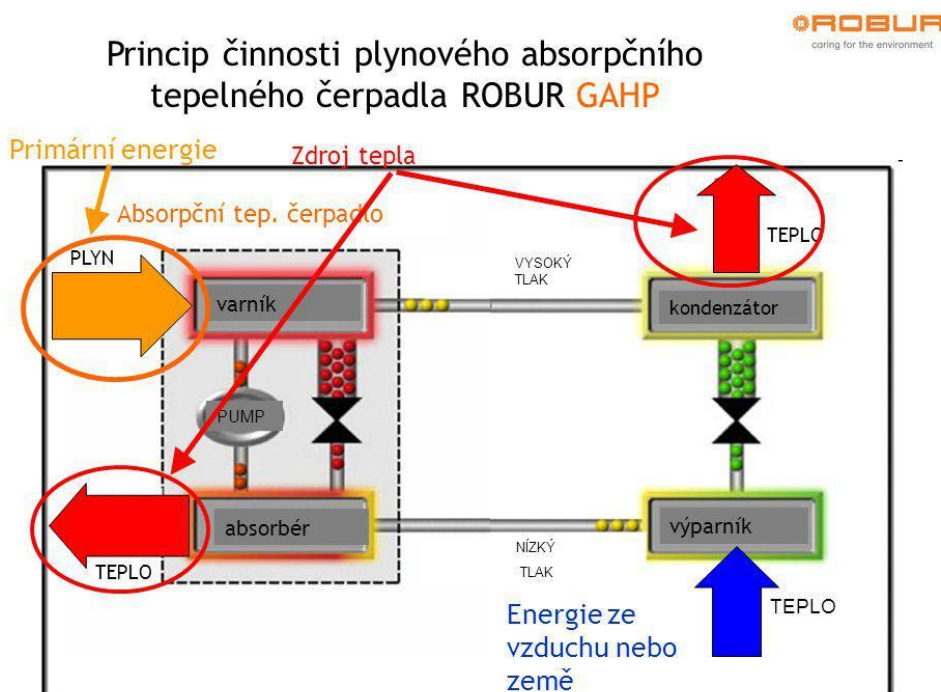 ROBUR
caring for the environment
Princip činnosti plynového absorpčního
tepelného čerpadla ROBUR GAHP
Primární energie
Zdroj tepla
Absorpční tep. čerpadlo
PLYN
TEPLO
VYSOKÝ
TLAK
varník
kondenzátor
PUMP
absorbér
výparník
TEPLO
NÍZKÝ
TLAK
TEPLO
Energie ze
vzduchu nebo
země